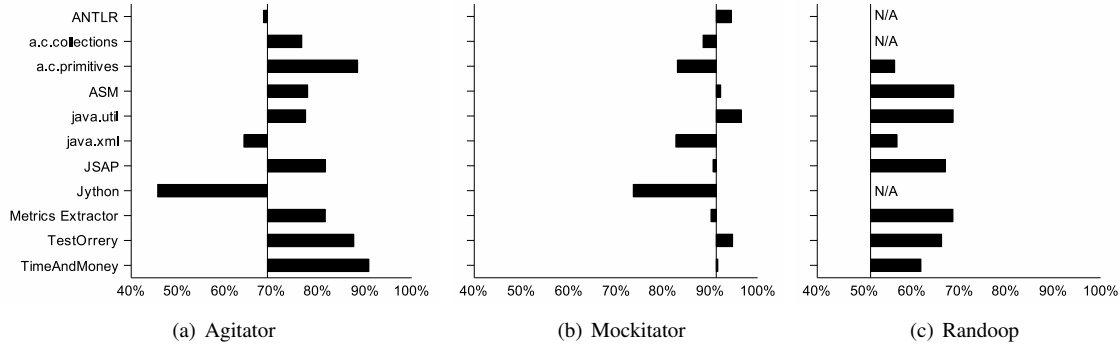 ANTLR
a.c.collections
a.c.primitives
ASM
java.util
java.xml
JSAP
Jython
Metrics Extractor
TestOrrery
TimeAndMoney
40% 50% 60% 70% 80% 90% 100%
(a) Agitator
40% 50% 60% 70% 80% 90% 100%
(b) Mockitator
N/A
N/A
N/A
40% 50% 60% 70% 80% 90% 100%
(c) Randoop